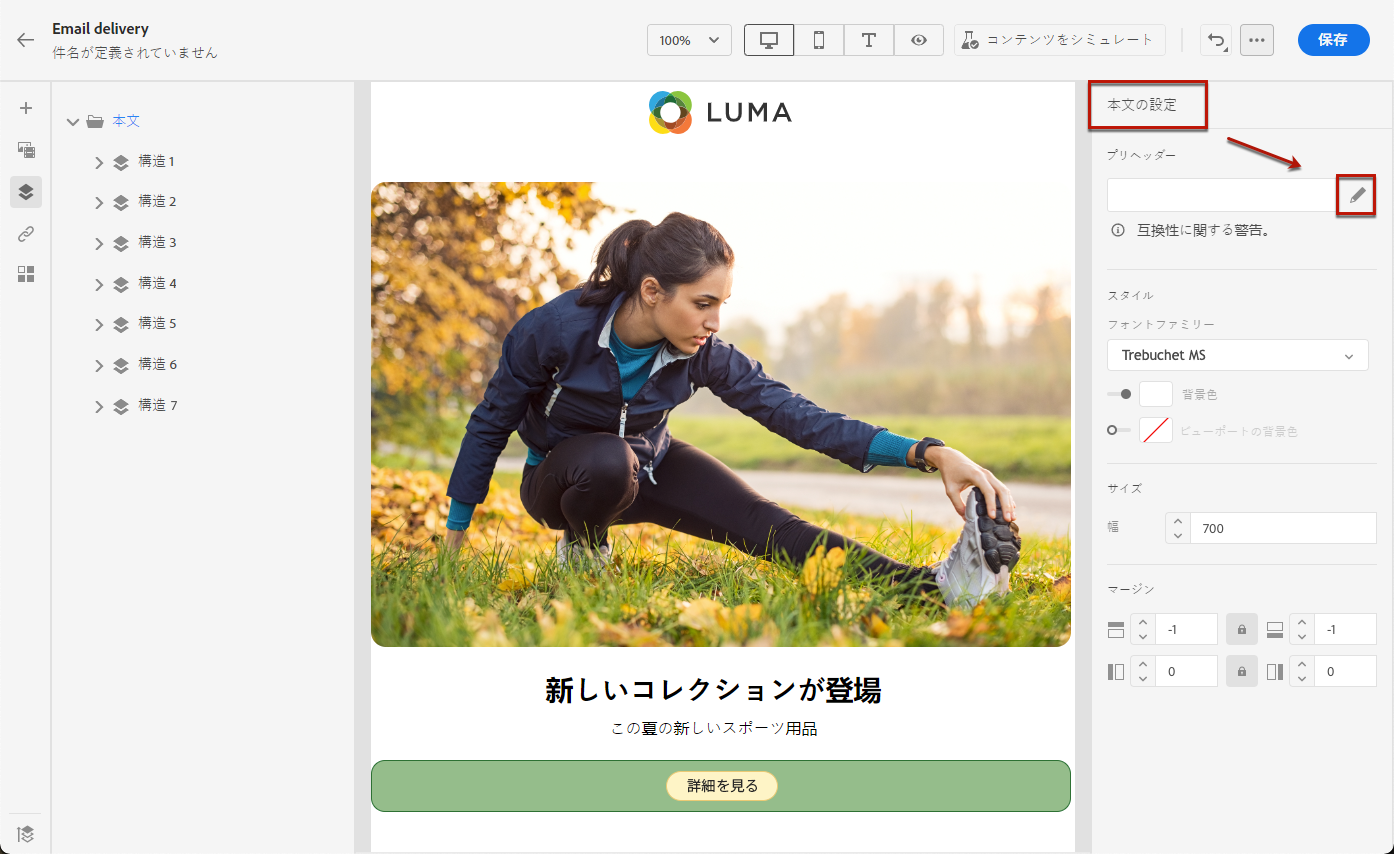 Email delivery
件名が定義されていません
100%
コンテンツをシミュレート
保存
本文
構造 1
構造 2
構造 3
構造 4
構造 5
構造 6
構造 7
LUMA
新しいコレクションが登場
この夏の新しいスポーツ用品
詳細を見る
本文の設定
プリヘッダー
互換性に関する警告。
スタイル
フォントファミリー
Trebuchet MS
背景色
ビューポートの背景色
サイズ
幅 700
マージン
-1 -1
0 0